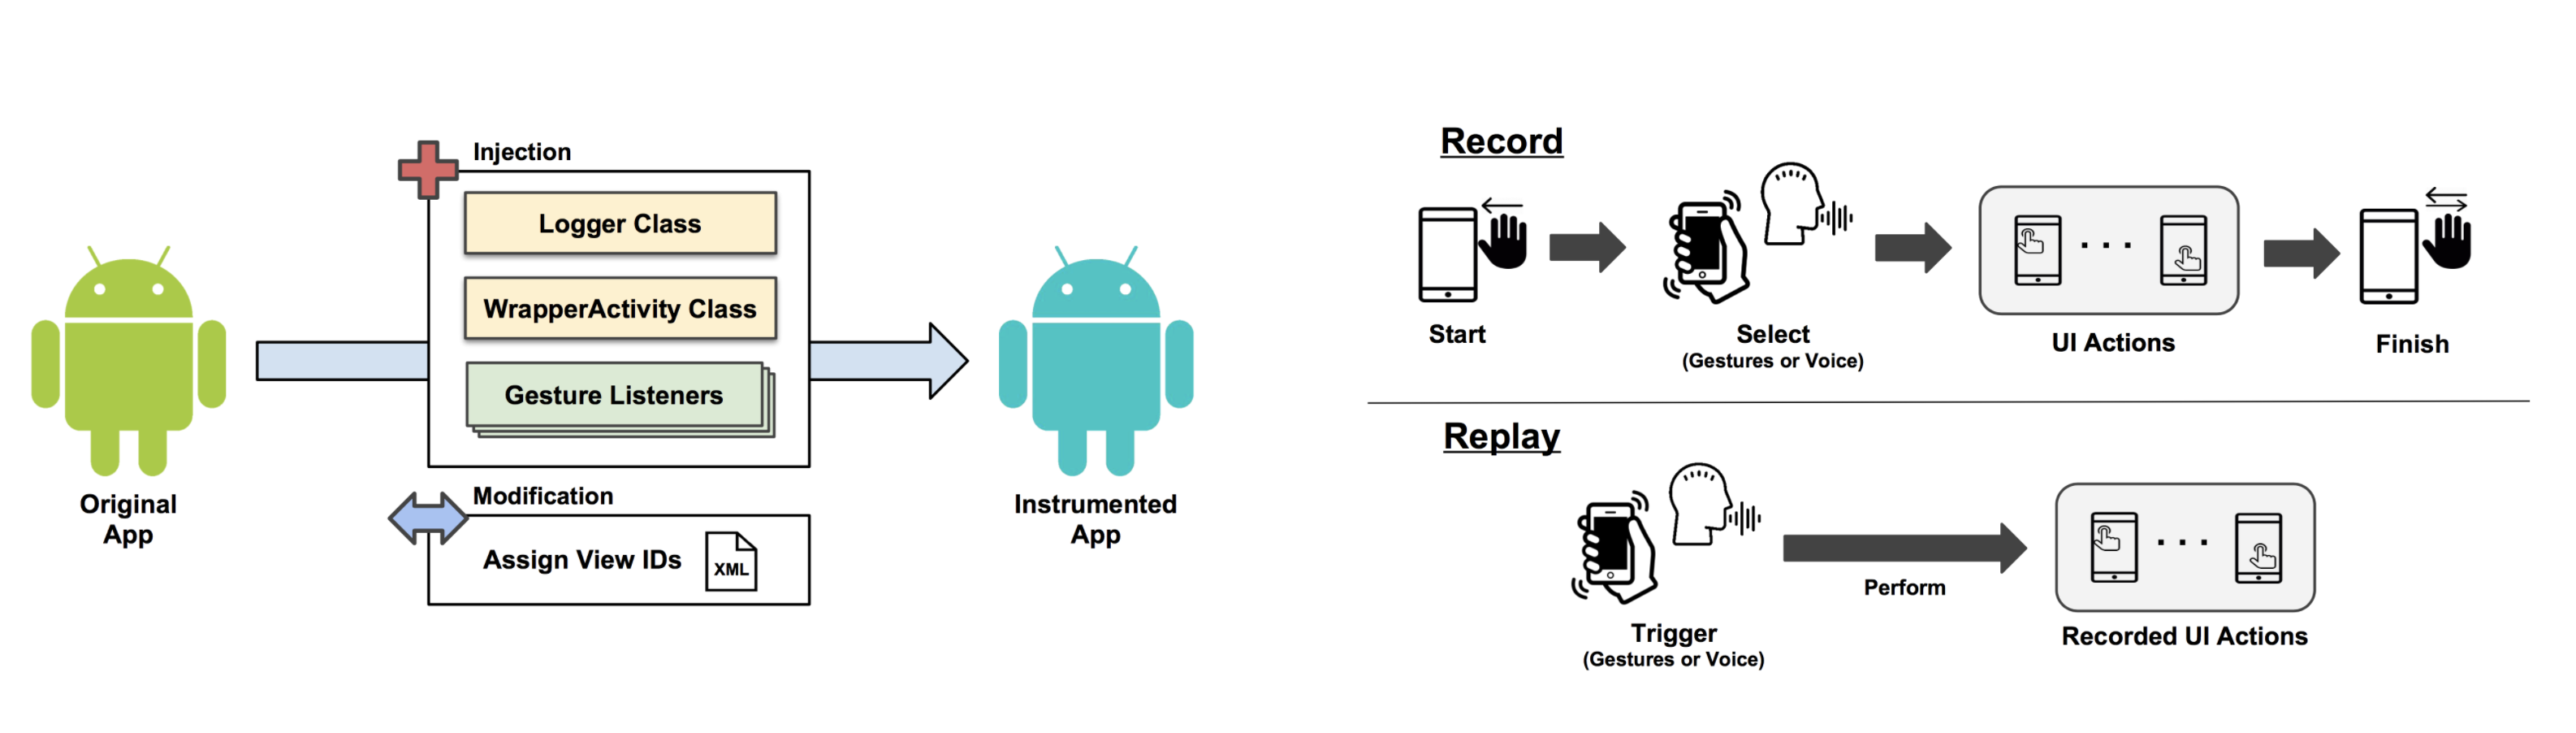 Injection
Logger Class
WrapperActivity Class
Gesture Listeners
Original
App
Modification
Assign View IDs
XML
Instrumented
App
Record
Start
Select
(Gestures or Voice)
UI Actions
Finish
Replay
Trigger
(Gestures or Voice)
Perform
Recorded UI Actions